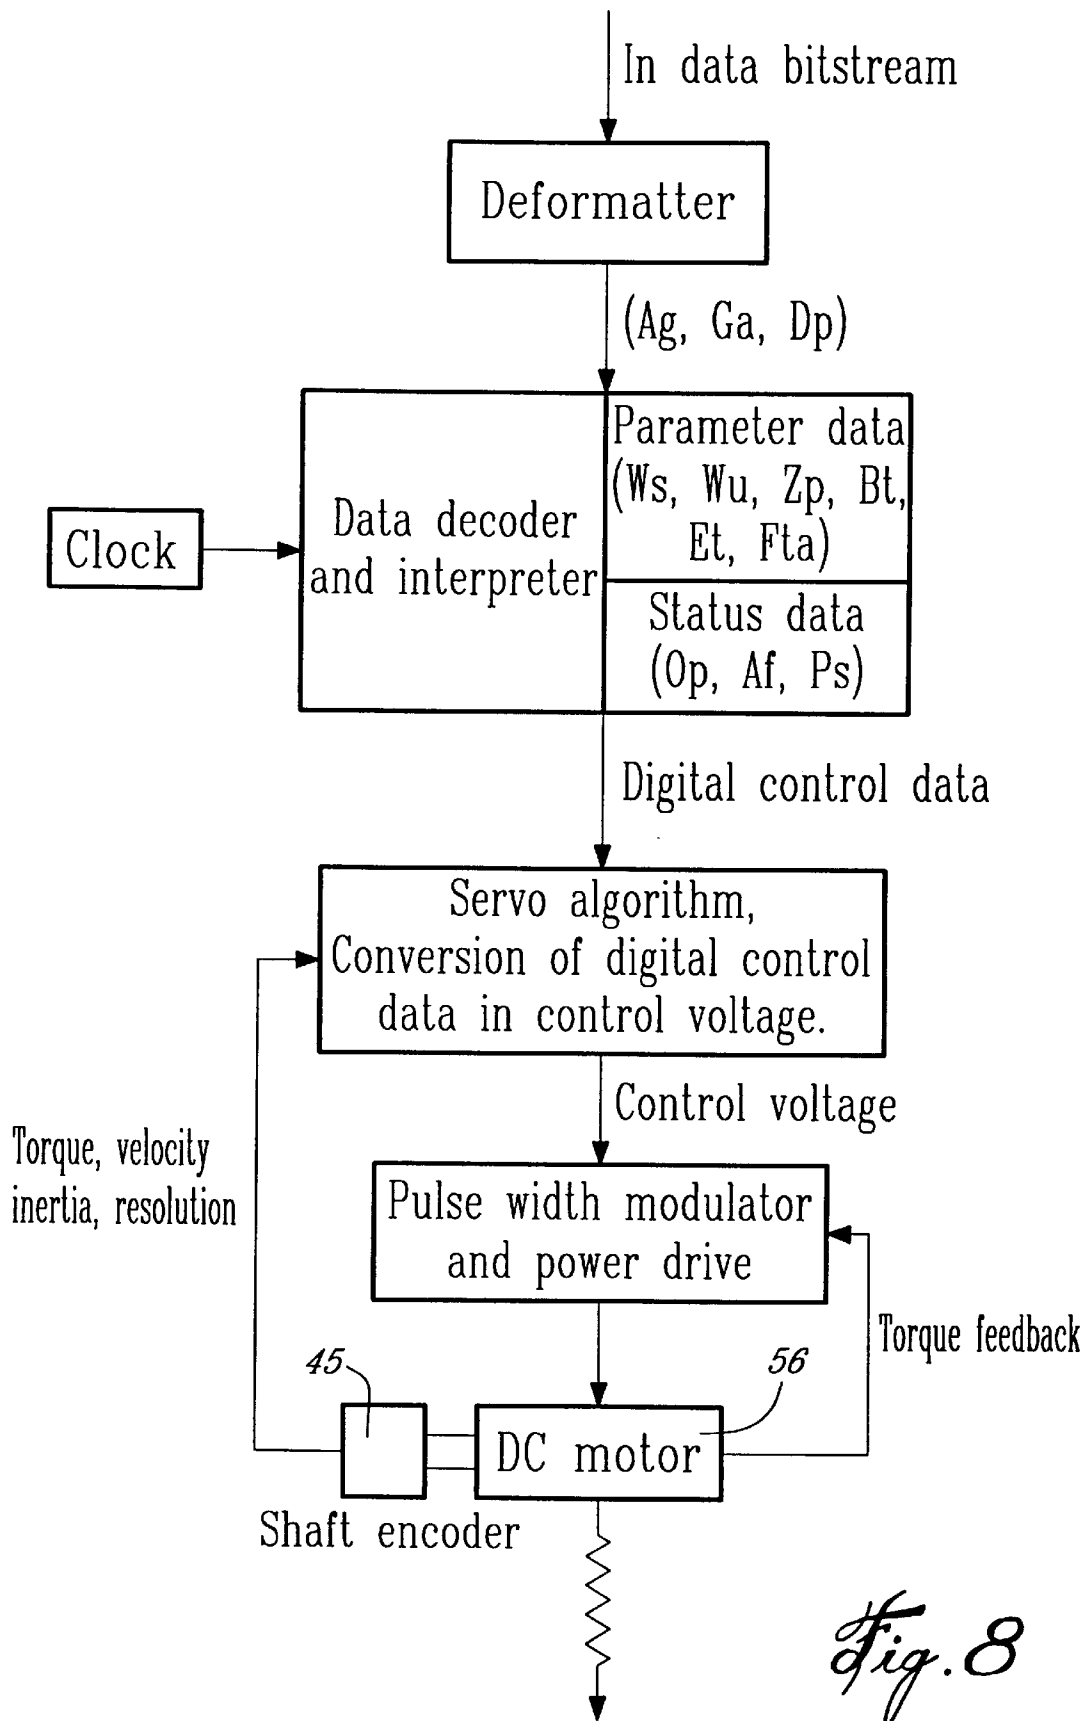 In data bitstream
Deformatter
(Ag, Ga, Dp)
Parameter data
(Ws, Wu, Zp, Bt,
Et, Fta)
Clock
Data decoder
and interpreter
Status data
(Op, Af, Ps)
Digital control data
Servo algorithm,
Conversion of digital control
data in control voltage.
Control voltage
Torque, velocity
inertia, resolution
Pulse width modulator
and power drive
Torque feedback
45
56
DC motor
Shaft encoder
Fig. 8